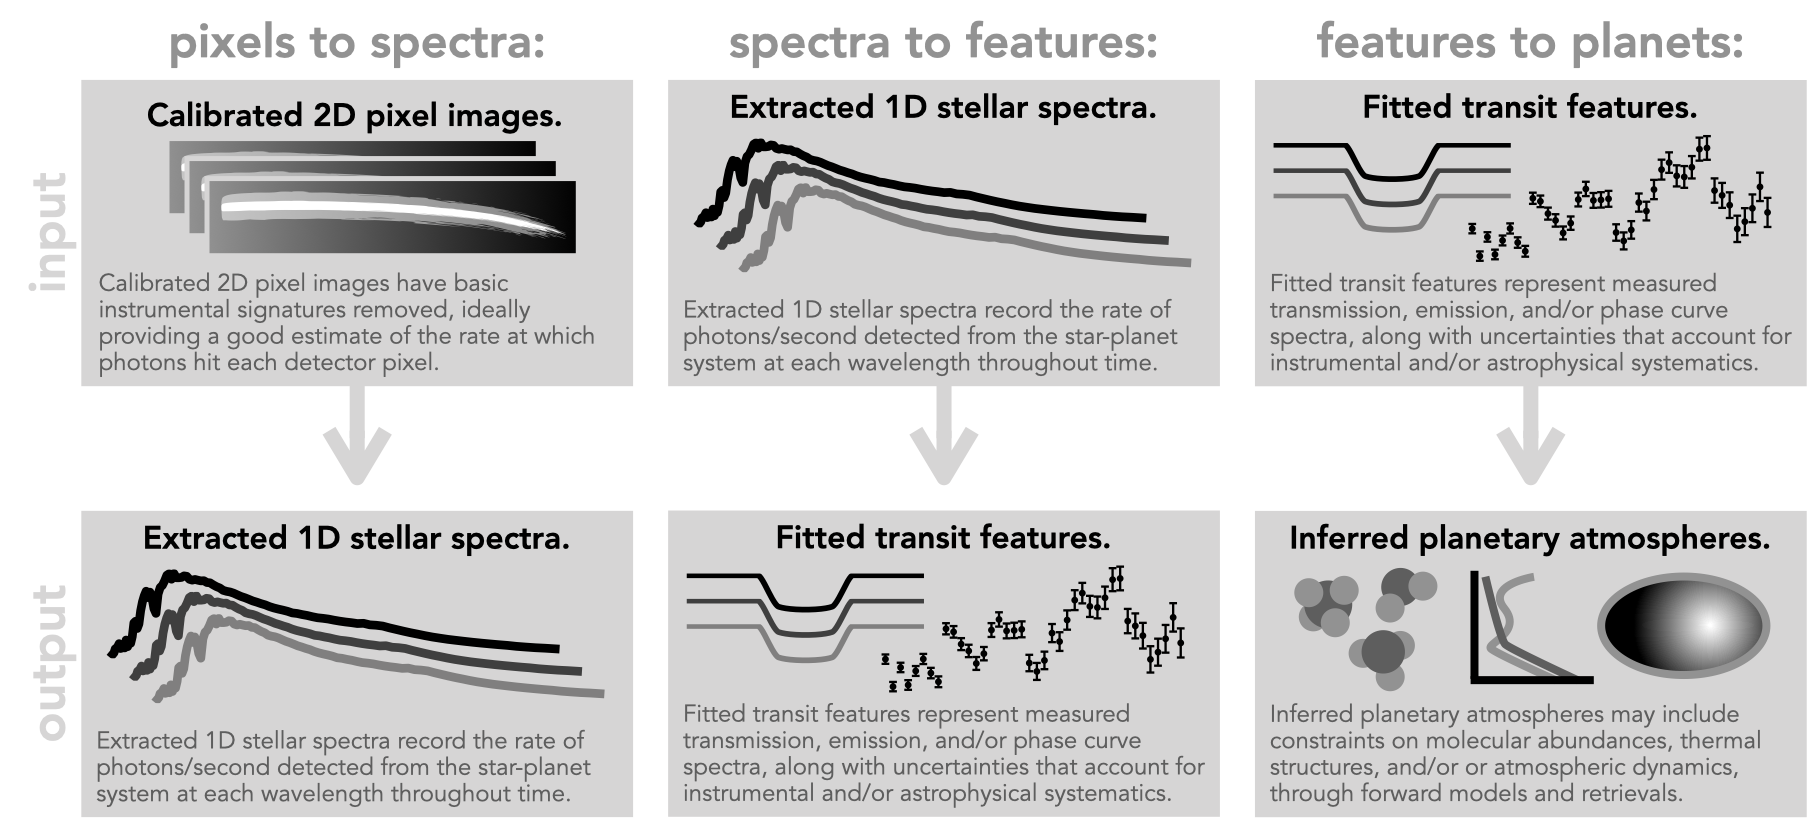 pixels to spectra:
spectra to features:
features to planets:
input
Calibrated 2D pixel images.
Calibrated 2D pixel images have basic
instrumental signatures removed, ideally
providing a good estimate of the rate at which
photons hit each detector pixel.
Extracted 1D stellar spectra.
Extracted 1D stellar spectra record the rate of
photons/second detected from the star-planet
system at each wavelength throughout time.
Fitted transit features.
Fitted transit features represent measured
transmission, emission, and/or phase curve
spectra, along with uncertainties that account for
instrumental and/or astrophysical systematics.
output
Extracted 1D stellar spectra.
Extracted 1D stellar spectra record the rate of
photons/second detected from the star-planet
system at each wavelength throughout time.
Fitted transit features.
Fitted transit features represent measured
transmission, emission, and/or phase curve
spectra, along with uncertainties that account for
instrumental and/or astrophysical systematics.
Inferred planetary atmospheres.
Inferred planetary atmospheres may include
constraints on molecular abundances, thermal
structures, and/or or atmospheric dynamics,
through forward models and retrievals.